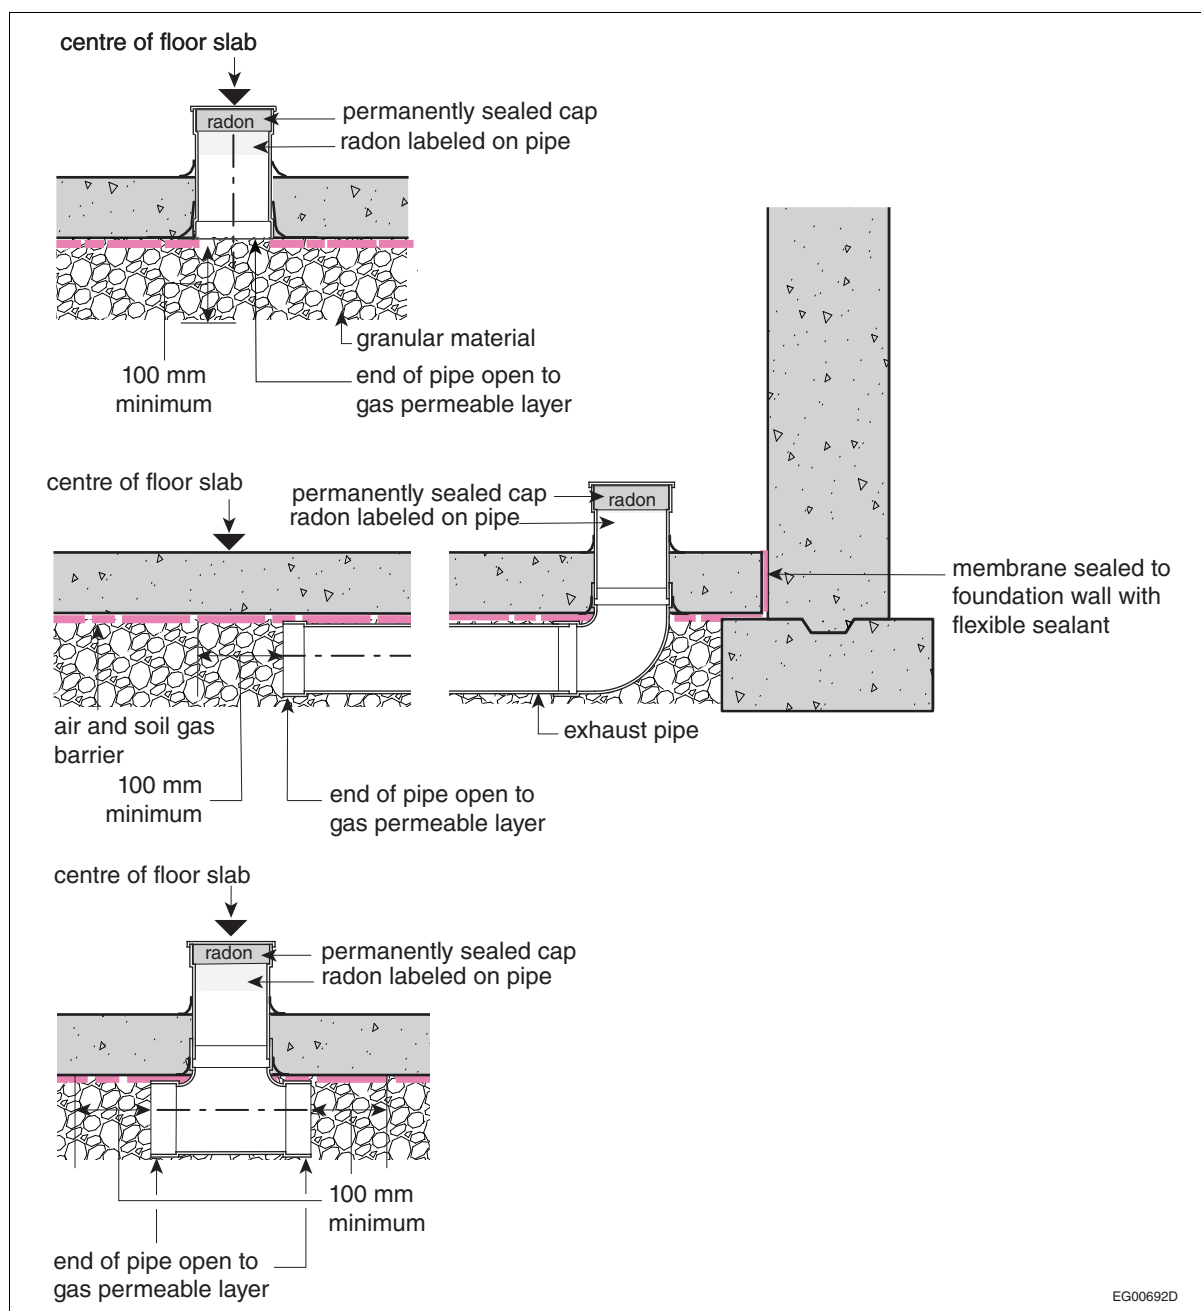 centre of floor slab
radon
permanently sealed cap
radon labeled on pipe
granular material
100 mm
minimum
end of pipe open to
gas permeable layer
centre of floor slab
permanently sealed cap
radon labeled on pipe
radon
membrane sealed to
foundation wall with
flexible sealant
air and soil gas
barrier
exhaust pipe
100 mm
minimum
end of pipe open to
gas permeable layer
centre of floor slab
radon
permanently sealed cap
radon labeled on pipe
100 mm
minimum
end of pipe open to
gas permeable layer
EG00692D